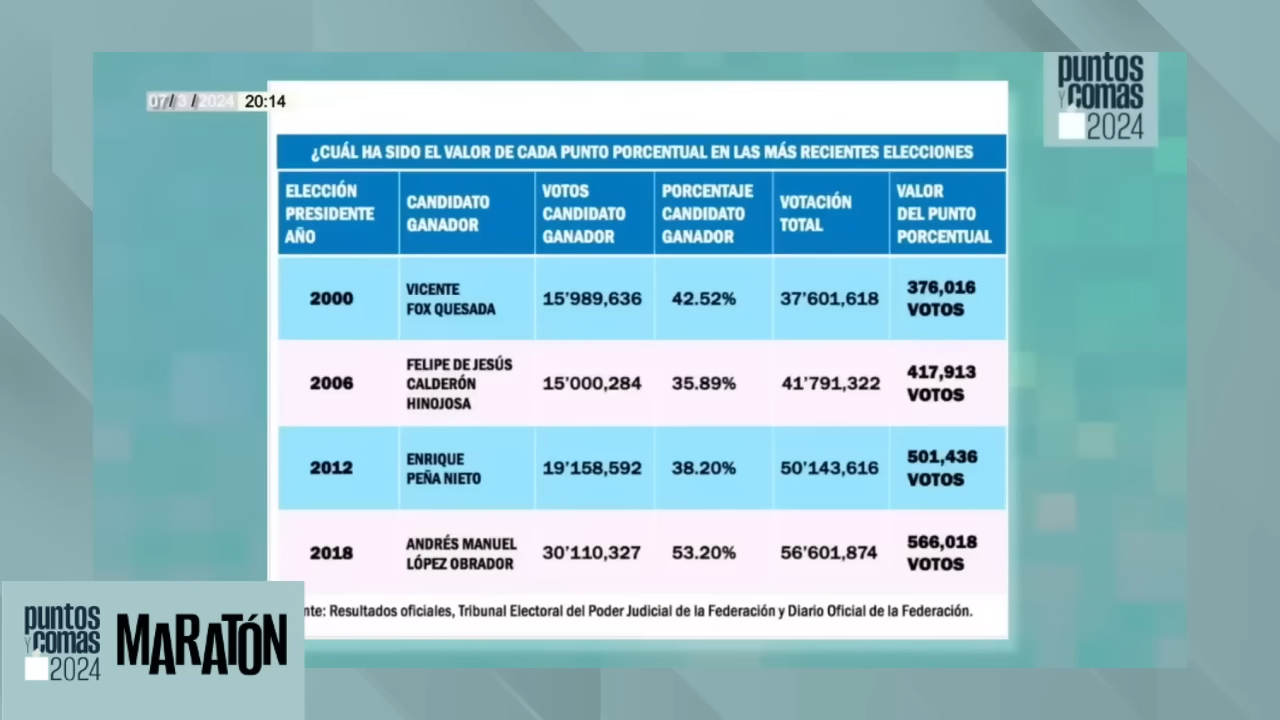 07/ 3 /2024 20:14
puntos
y comas
2024
¿CUÁL HA SIDO EL VALOR DE CADA PUNTO PORCENTUAL EN LAS MÁS RECIENTES ELECCIONES
ELECCIÓN
PRESIDENTE
AÑO
CANDIDATO
GANADOR
VOTOS
CANDIDATO
GANADOR
PORCENTAJE
CANDIDATO
GANADOR
VOTACIÓN
TOTAL
VALOR
DEL PUNTO
PORCENTUAL
2000
VICENTE
FOX QUESADA
15’989,636
42.52%
37’601,618
376,016
VOTOS
2006
FELIPE DE JESÚS
CALDERÓN
HINOJOSA
15’000,284
35.89%
41’791,322
417,913
VOTOS
2012
ENRIQUE
PEÑA NIETO
19’158,592
38.20%
50’143,616
501,436
VOTOS
2018
ANDRÉS MANUEL
LÓPEZ OBRADOR
30’110,327
53.20%
56’601,874
566,018
VOTOS
nte: Resultados oficiales, Tribunal Electoral del Poder Judicial de la Federación y Diario Oficial de la Federación.
puntos
y comas
2024
MARATÓN